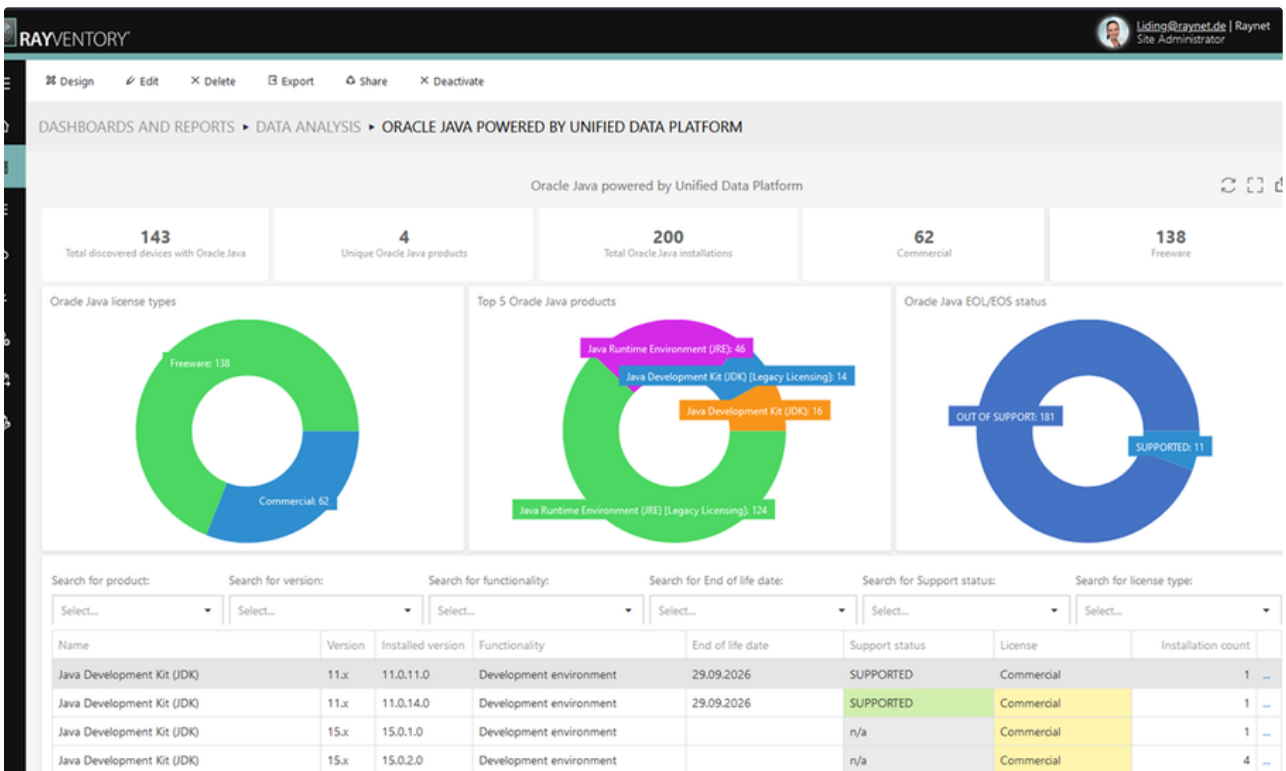 RAYVENTORY
Liding@raynet.de | Raynet
Site Administrator
Design Edit Delete Export Share Deactivate
DASHBOARDS AND REPORTS ▸ DATA ANALYSIS ▸ ORACLE JAVA POWERED BY UNIFIED DATA PLATFORM
Oracle Java powered by Unified Data Platform
143 4 200 62 138
Total discovered devices with Oracle Java Unique Oracle Java products Total Oracle Java installations Commercial Freeware
Oracle Java license types Top 5 Oracle Java products Oracle Java EOL/EOS status
Java Runtime Environment (JRE): 46
Freeware: 138
Java Development Kit (JDK) [Legacy Licensing]: 14
Java Development Kit (JDK): 16
OUT OF SUPPORT: 181
SUPPORTED: 11
Commercial: 62
Java Runtime Environment (JRE) [Legacy Licensing]: 124
Search for product: Search for version: Search for functionality: Search for End of life date: Search for Support status: Search for license type:
Select... Select... Select... Select... Select... Select...
Name Version Installed version Functionality End of life date Support status License Installation count
Java Development Kit (JDK) 11.x 11.0.11.0 Development environment 29.09.2026 SUPPORTED Commercial 1 ...
Java Development Kit (JDK) 11.x 11.0.14.0 Development environment 29.09.2026 SUPPORTED Commercial 1 ...
Java Development Kit (JDK) 15.x 15.0.1.0 Development environment n/a Commercial 1 ...
Java Development Kit (JDK) 15.x 15.0.2.0 Development environment n/a Commercial 4 ...